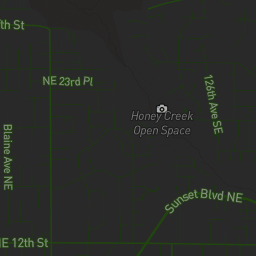 th St
NE 23rd Pl
126th Ave SE
Honey Creek
Open Space
Blaine Ave NE
Sunset Blvd NE
NE 12th St